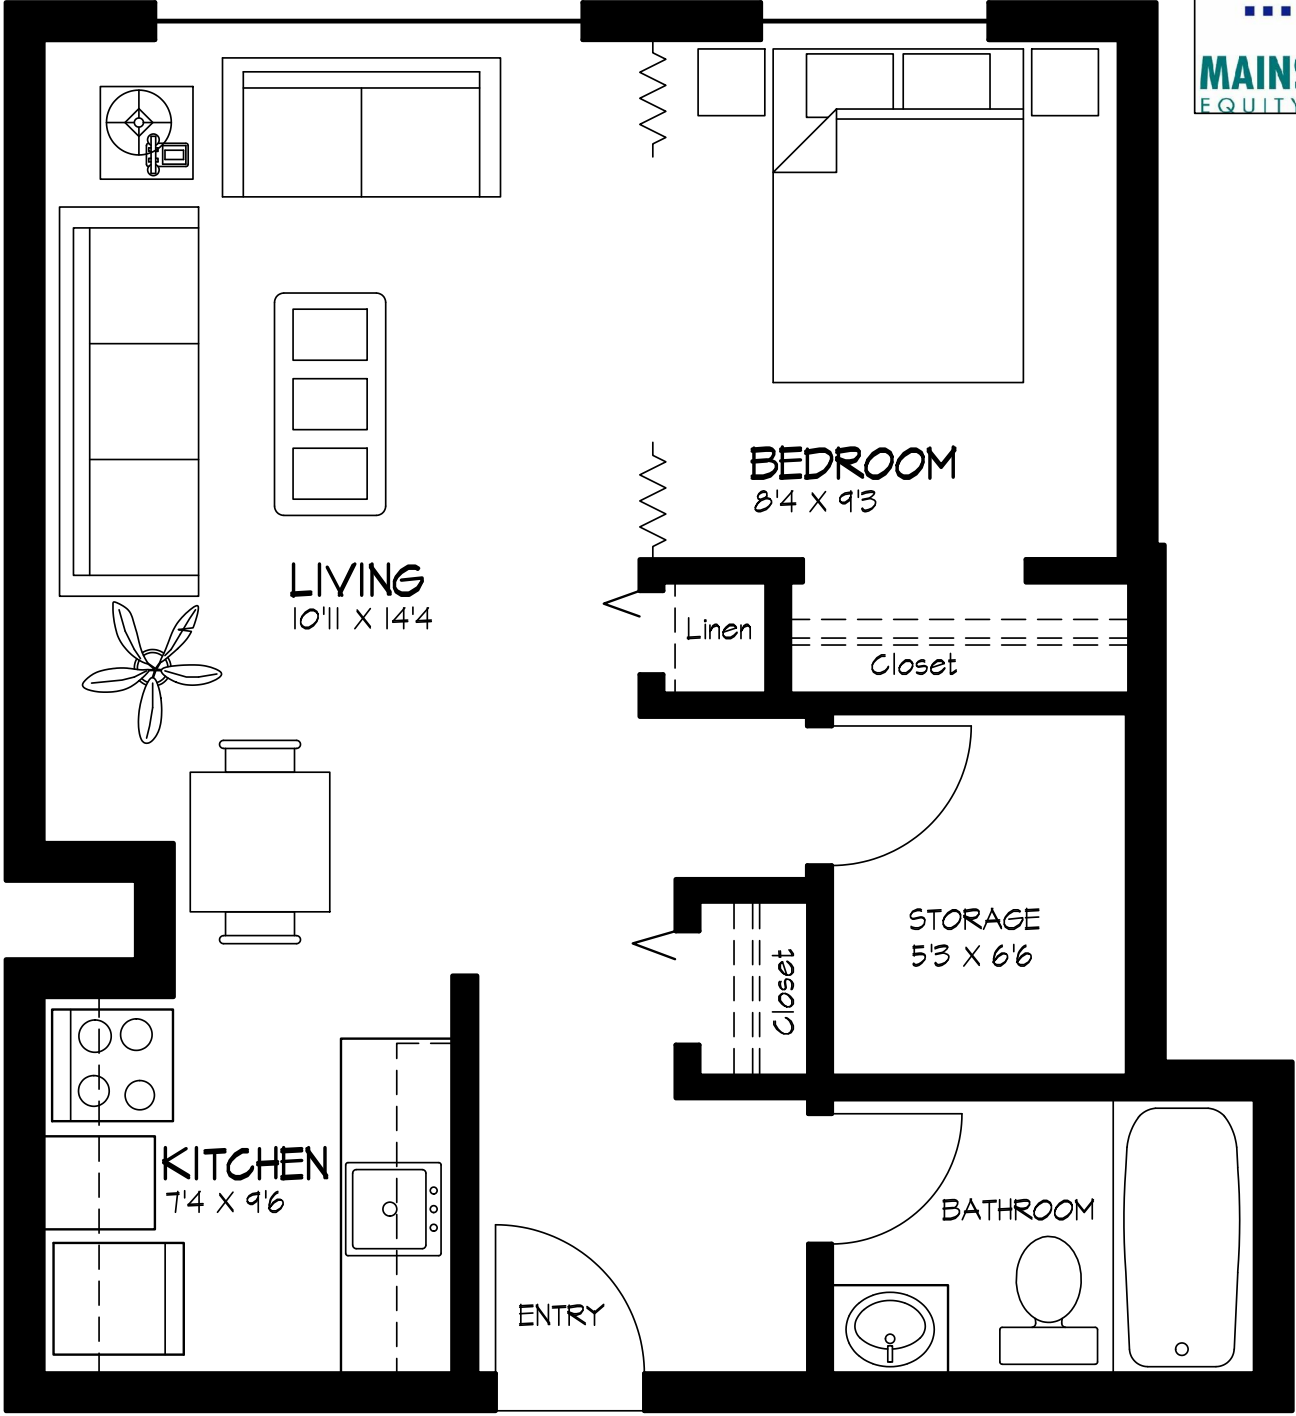 MAINS
EQUITY
BEDROOM
8'4 X 9'3
LIVING
10'11 X 14'4
Linen
Closet
STORAGE
5'3 X 6'6
Closet
KITCHEN
7'4 X 9'6
BATHROOM
ENTRY